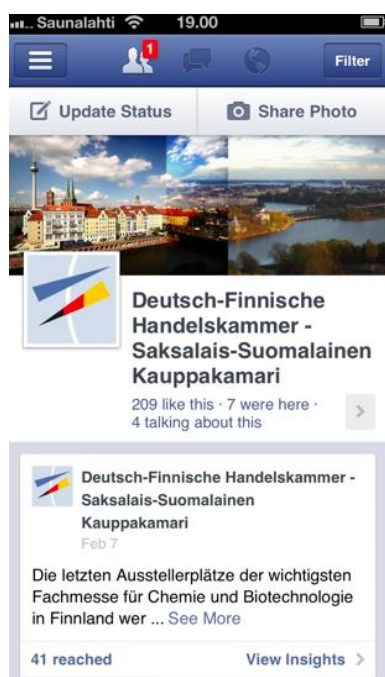 Saunalahti 19.00
1
Filter
Update Status
Share Photo
Deutsch-Finnische
Handelskammer -
Saksalais-Suomalainen
Kauppakamari
209 like this · 7 were here ·
4 talking about this
Deutsch-Finnische Handelskammer -
Saksalais-Suomalainen
Kauppakamari
Feb 7
Die letzten Ausstellerplätze der wichtigsten
Fachmesse für Chemie und Biotechnologie
in Finnland wer ... See More
41 reached
View Insights